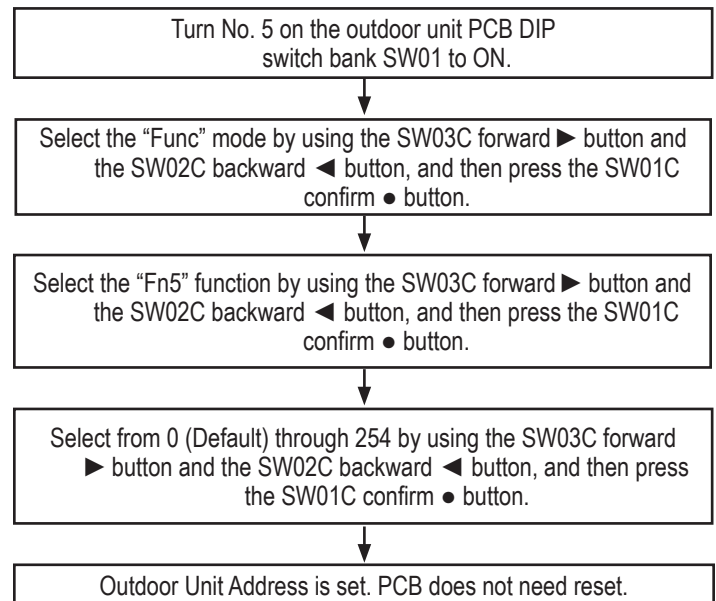 Turn No. 5 on the outdoor unit PCB DIP
switch bank SW01 to ON.
Select the “Func” mode by using the SW03C forward ► button and
the SW02C backward ◄ button, and then press the SW01C
confirm ● button.
Select the “Fn5” function by using the SW03C forward ► button and
the SW02C backward ◄ button, and then press the SW01C
confirm ● button.
Select from 0 (Default) through 254 by using the SW03C forward
► button and the SW02C backward ◄ button, and then press
the SW01C confirm ● button.
Outdoor Unit Address is set. PCB does not need reset.